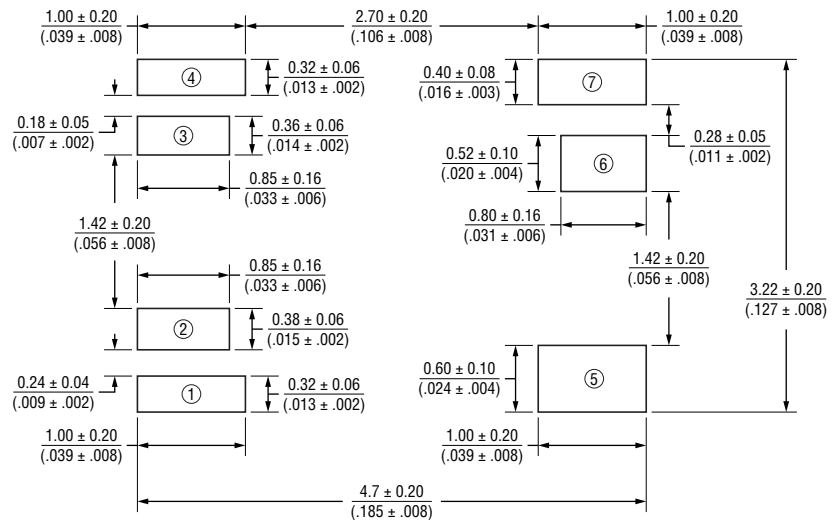 1.00 ± 0.20
(.039 ± .008)
2.70 ± 0.20
(.106 ± .008)
1.00 ± 0.20
(.039 ± .008)
④
0.32 ± 0.06
(.013 ± .002)
0.40 ± 0.08
(.016 ± .003)
⑦
0.18 ± 0.05
(.007 ± .002)
③
0.36 ± 0.06
(.014 ± .002)
0.28 ± 0.05
(.011 ± .002)
0.52 ± 0.10
(.020 ± .004)
⑥
0.85 ± 0.16
(.033 ± .006)
0.80 ± 0.16
(.031 ± .006)
1.42 ± 0.20
(.056 ± .008)
1.42 ± 0.20
(.056 ± .008)
3.22 ± 0.20
(.127 ± .008)
0.85 ± 0.16
(.033 ± .006)
②
0.38 ± 0.06
(.015 ± .002)
0.60 ± 0.10
(.024 ± .004)
⑤
0.24 ± 0.04
(.009 ± .002)
①
0.32 ± 0.06
(.013 ± .002)
1.00 ± 0.20
(.039 ± .008)
1.00 ± 0.20
(.039 ± .008)
4.7 ± 0.20
(.185 ± .008)